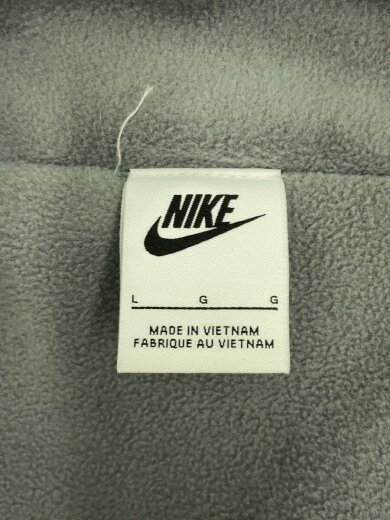 NIKE
L G G
MADE IN VIETNAM
FABRIQUE AU VIETNAM